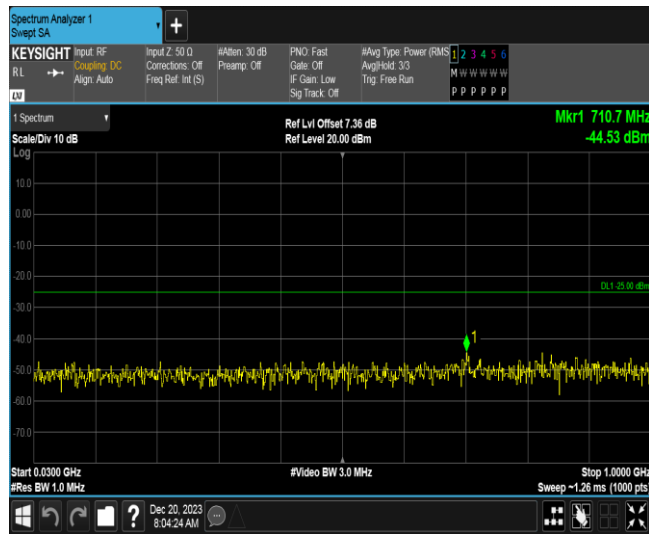 Spectrum Analyzer 1
Swept SA
+
KEYSIGHT
RL
LXI
Input: RF
Coupling: DC
Align: Auto
Input Z: 50 Ω
Corrections: Off
Freq Ref: Int (S)
#Atten: 30 dB
Preamp: Off
PNO: Fast
Gate: Off
IF Gain: Low
Sig Track: Off
#Avg Type: Power (RMS
Avg|Hold: 3/3
Trig: Free Run
1 2 3 4 5 6
M W W W W W
P P P P P P
1 Spectrum
Scale/Div 10 dB
Log
Ref Lvl Offset 7.36 dB
Ref Level 20.00 dBm
Mkr1 710.7 MHz
-44.53 dBm
10.0
0.00
-10.0
-20.0
DL1 -25.00 dBm
-30.0
-40.0
1
-50.0
-60.0
-70.0
Start 0.0300 GHz
#Res BW 1.0 MHz
#Video BW 3.0 MHz
Stop 1.0000 GHz
Sweep ~1.26 ms (1000 pts)
?
Dec 20, 2023
8:04:24 AM